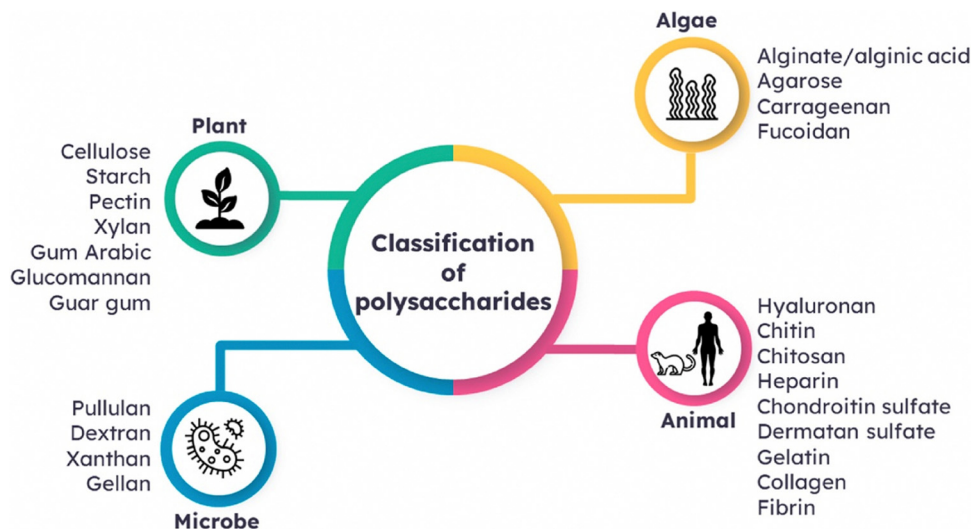 Classification
of
polysaccharides
Plant
Cellulose
Starch
Pectin
Xylan
Gum Arabic
Glucomannan
Guar gum
Algae
Alginate/alginic acid
Agarose
Carrageenan
Fucoidan
Pullulan
Dextran
Xanthan
Gellan
Microbe
Animal
Hyaluronan
Chitin
Chitosan
Heparin
Chondroitin sulfate
Dermatan sulfate
Gelatin
Collagen
Fibrin